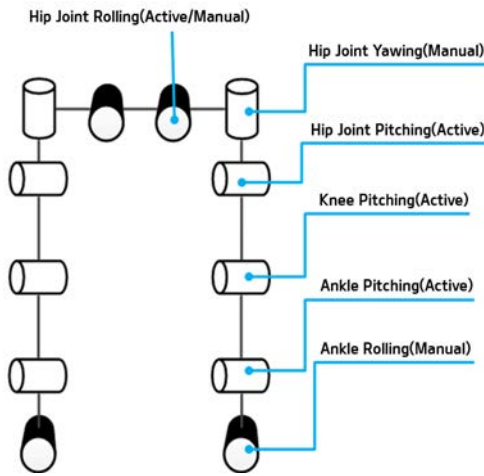 Hip Joint Rolling(Active/Manual)
Hip Joint Yawing(Manual)
Hip Joint Pitching(Active)
Knee Pitching(Active)
Ankle Pitching(Active)
Ankle Rolling(Manual)